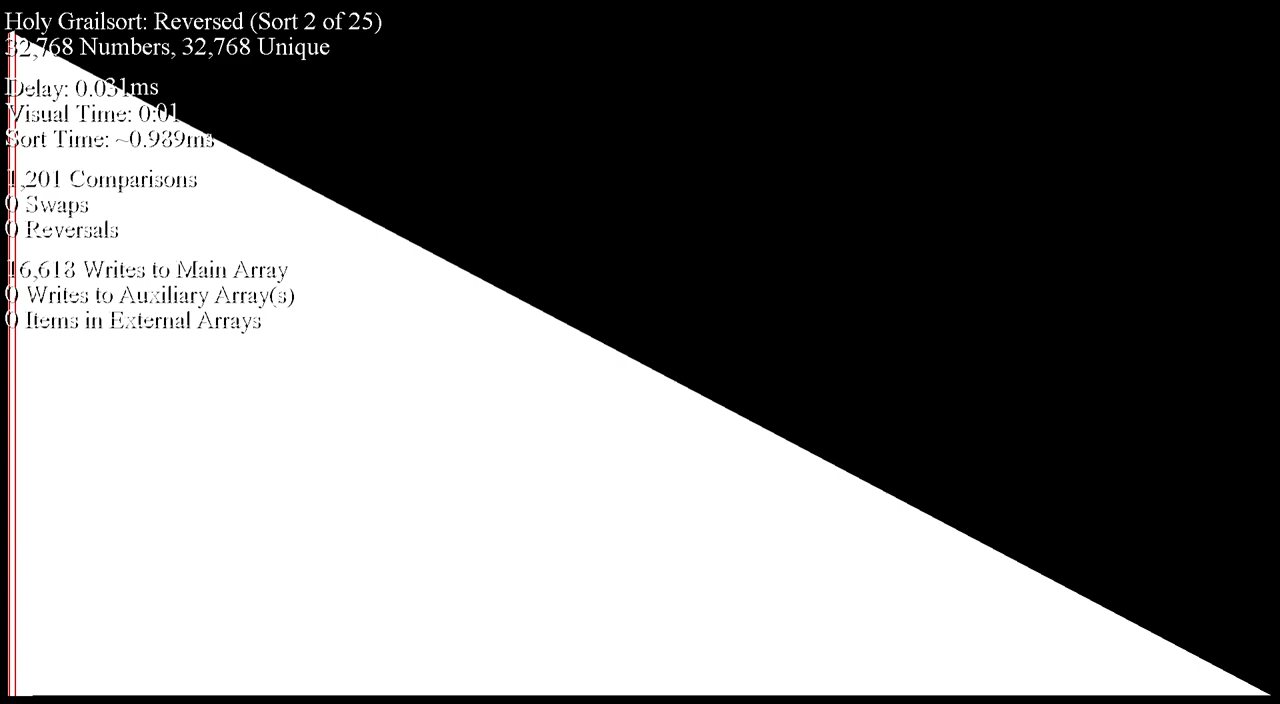 Holy Grailsort: Reversed (Sort 2 of 25)
32,768 Numbers, 32,768 Unique
Delay: 0.031ms
Visual Time: 0:01
Sort Time: ~0.989ms
1,201 Comparisons
0 Swaps
0 Reversals
16,618 Writes to Main Array
0 Writes to Auxiliary Array(s)
0 Items in External Arrays